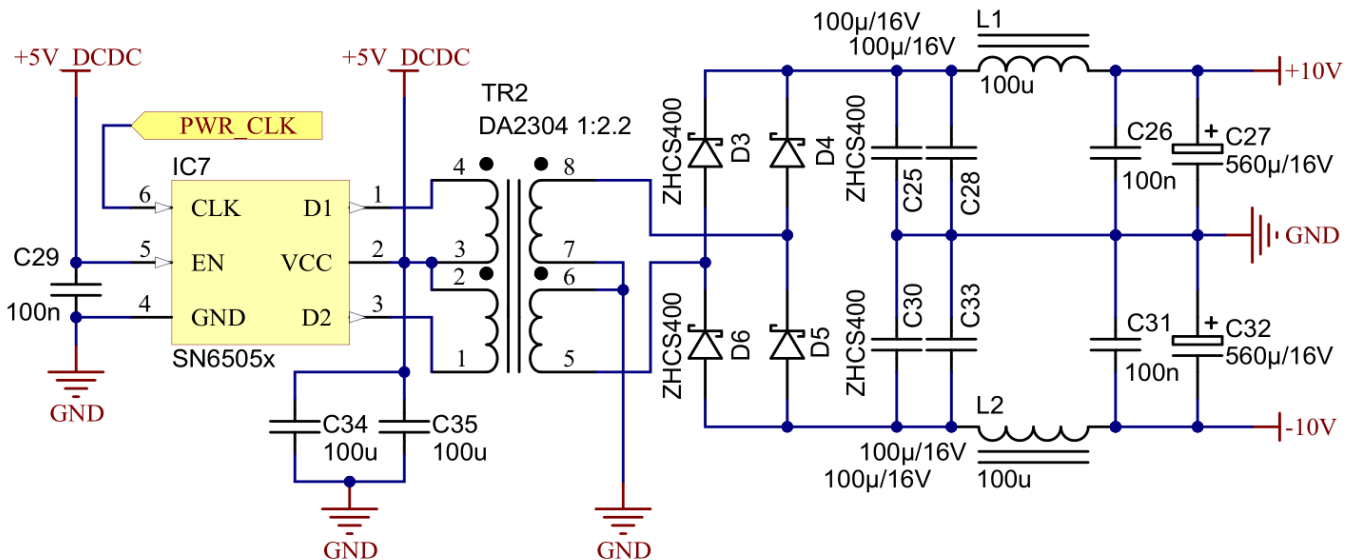 100µ/16V
L1
100µ/16V
+5V_DCDC
+5V_DCDC
100u
+10V
TR2
DA2304 1:2.2
PWR_CLK
ZHCS400
D3
D4
ZHCS400
C25
C28
C26
100n
+
C27
560µ/16V
IC7
6
CLK
D1
1
4
8
C29
100n
5
EN
VCC
2
3
7
GND
2
6
4
GND
D2
3
SN6505x
1
5
ZHCS400
D6
D5
ZHCS400
C30
C33
C31
100n
+
C32
560µ/16V
GND
C34
100u
C35
100u
L2
-10V
100µ/16V
100µ/16V
100u
GND
GND